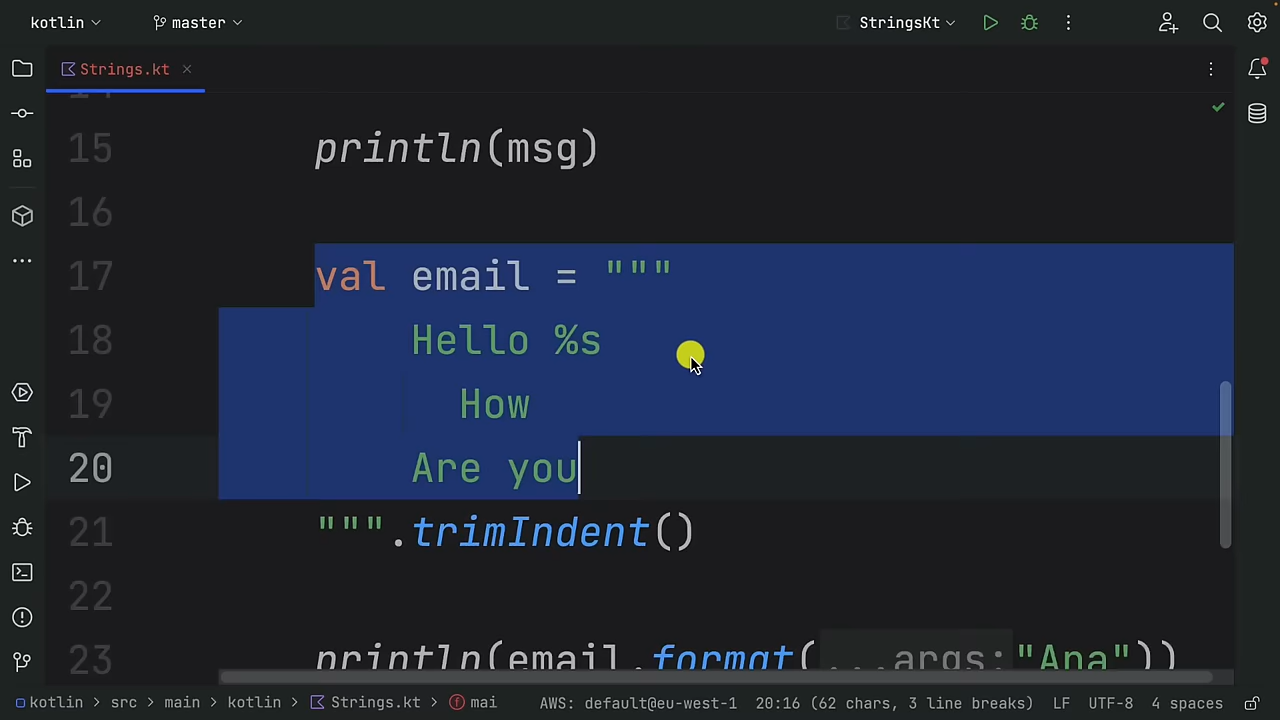 kotlin
master
StringsKt
Strings.kt
14
15 println(msg)
16
17 val email = """
18 Hello %s
19 How
20 Are you
21 """.trimIndent()
22
23 println(email.format( ...args: "Ana"))
kotlin > src > main > kotlin > Strings.kt > mai AWS: default@eu-west-1 20:16 (62 chars, 3 line breaks) LF UTF-8 4 spaces